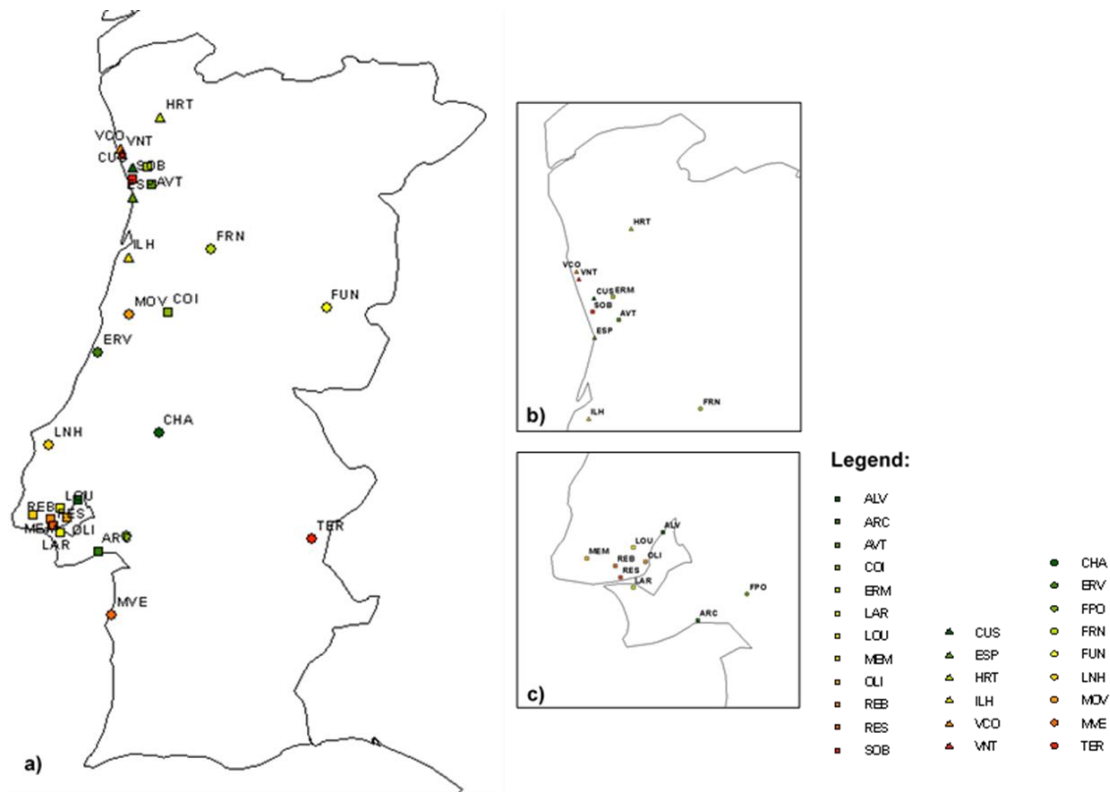 HRT
VCO VNT
CUS
SOB
ES
AVT
ILH
FRN
MOV
COI
FUN
ERV
CHA
LNH
LOU
REB
RES
MEM
OLI
LAR
AR
TER
MVE
a)
HRT
VCO
VNT
CUS
ERM
SOB
AVT
ESP
ILH
FRN
b)
ALV
LOU
MEM
REB
OLI
RES
LAR
FPO
ARC
c)
Legend:
ALV
ARC
AVT
COI
ERM
LAR
LOU
MEM
OLI
REB
RES
SOB
CUS
ESP
HRT
ILH
VCO
VNT
CHA
ERV
FPO
FRN
FUN
LNH
MOV
MVE
TER